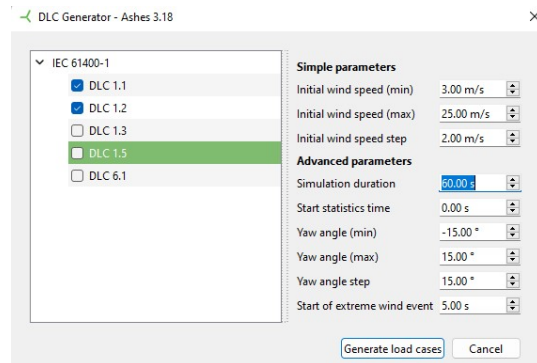 DLC Generator - Ashes 3.18
IEC 61400-1
DLC 1.1
DLC 1.2
DLC 1.3
DLC 1.5
DLC 6.1
Simple parameters
Initial wind speed (min) 3.00 m/s
Initial wind speed (max) 25.00 m/s
Initial wind speed step 2.00 m/s
Advanced parameters
Simulation duration 60.00 s
Start statistics time 0.00 s
Yaw angle (min) -15.00 °
Yaw angle (max) 15.00 °
Yaw angle step 15.00 °
Start of extreme wind event 5.00 s
Generate load cases Cancel